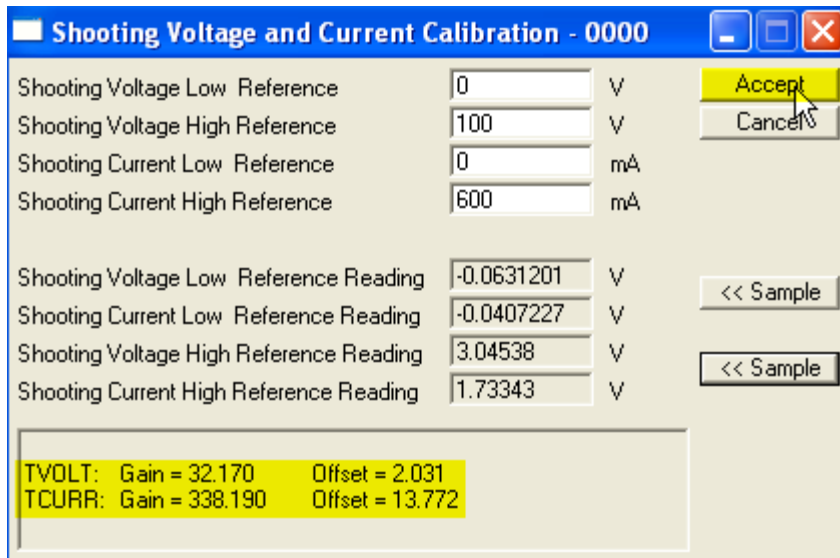 Shooting Voltage and Current Calibration - 0000
Shooting Voltage Low Reference 0 V Accept
Shooting Voltage High Reference 100 V Cancel
Shooting Current Low Reference 0 mA
Shooting Current High Reference 600 mA
Shooting Voltage Low Reference Reading -0.0631201 V
<< Sample
Shooting Current Low Reference Reading -0.0407227 V
Shooting Voltage High Reference Reading 3.04538 V
<< Sample
Shooting Current High Reference Reading 1.73343 V
TVOLT: Gain = 32.170 Offset = 2.031
TCURR: Gain = 338.190 Offset = 13.772